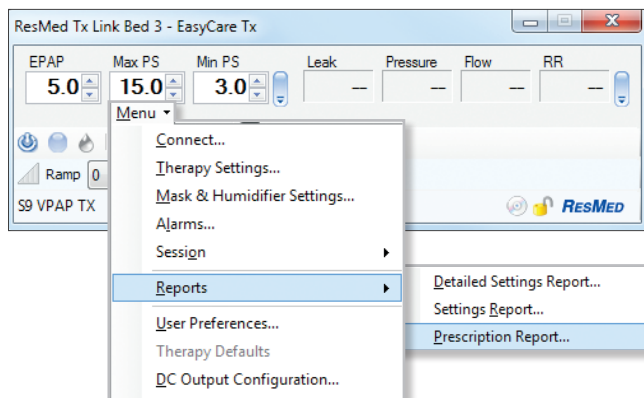 ResMed Tx Link Bed 3 - EasyCare Tx
EPAP Max PS Min PS Leak Pressure Flow RR
5.0 15.0 3.0 -- -- -- --
Menu
Connect...
Therapy Settings...
Ramp 0
Mask & Humidifier Settings...
S9 VPAP TX
RESMED
Alarms...
Session
Reports
Detailed Settings Report...
Settings Report...
Prescription Report...
User Preferences...
Therapy Defaults
DC Output Configuration...